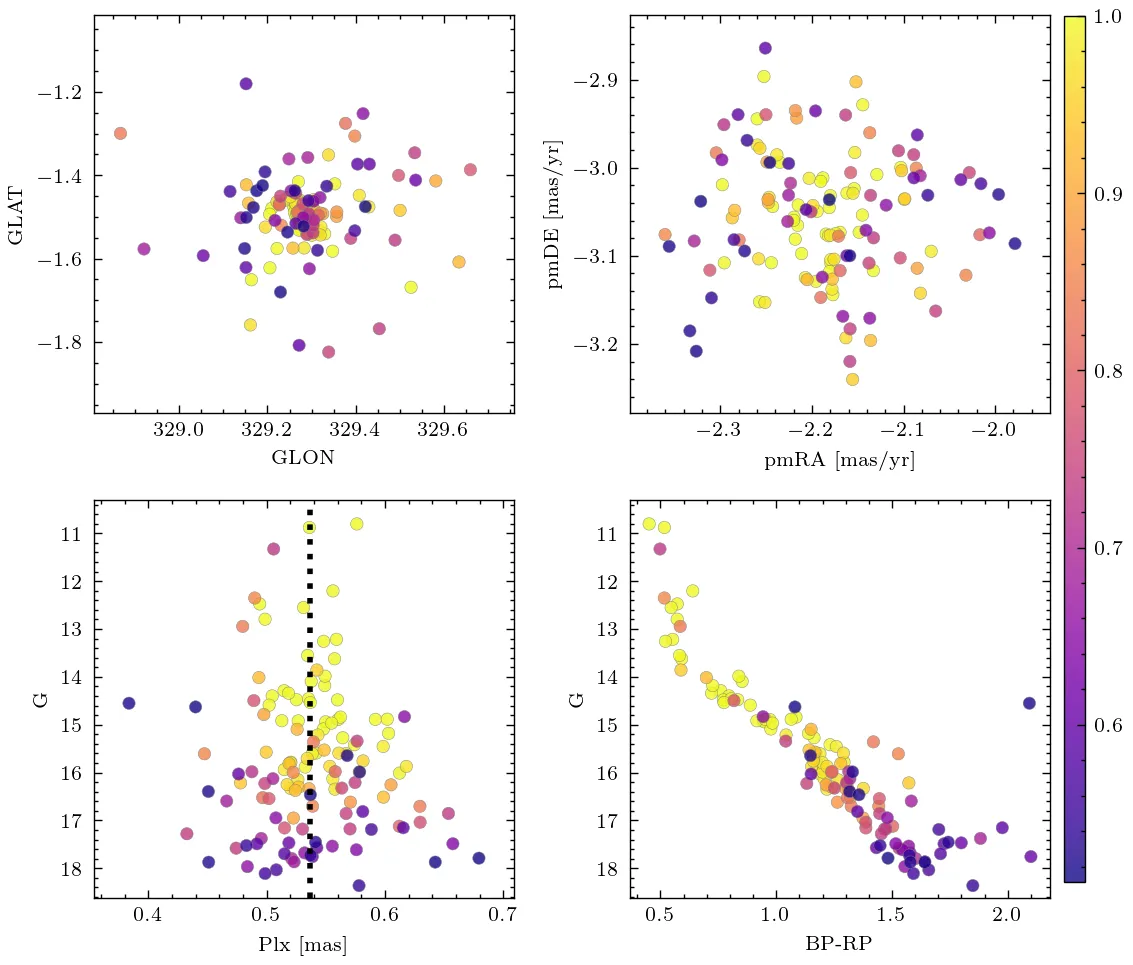 −1.2
−1.4
−1.6
−1.8
GLAT
329.0 329.2 329.4 329.6
GLON
−2.9
−3.0
−3.1
−3.2
pmDE [mas/yr]
−2.3 −2.2 −2.1 −2.0
pmRA [mas/yr]
1.0
0.9
0.8
0.7
0.6
11
12
13
14
15
16
17
18
G
0.4 0.5 0.6 0.7
Plx [mas]
11
12
13
14
15
16
17
18
G
0.5 1.0 1.5 2.0
BP-RP